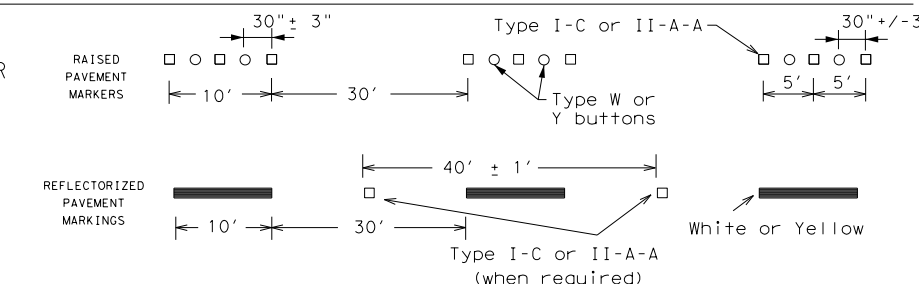 30"± 3"
Type I-C or II-A-A
30"+/-3
R
RAISED
PAVEMENT
MARKERS
10'
30'
5'
5'
Type W or
Y buttons
40' ± 1'
REFLECTORIZED
PAVEMENT
MARKINGS
10'
30'
White or Yellow
Type I-C or II-A-A
(when required)